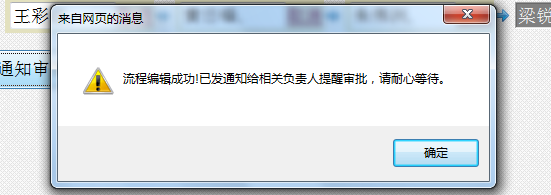 王彩
梁锐
来自网页的消息
通知审
流程编辑成功!已发通知给相关负责人提醒审批，请耐心等待。
确定